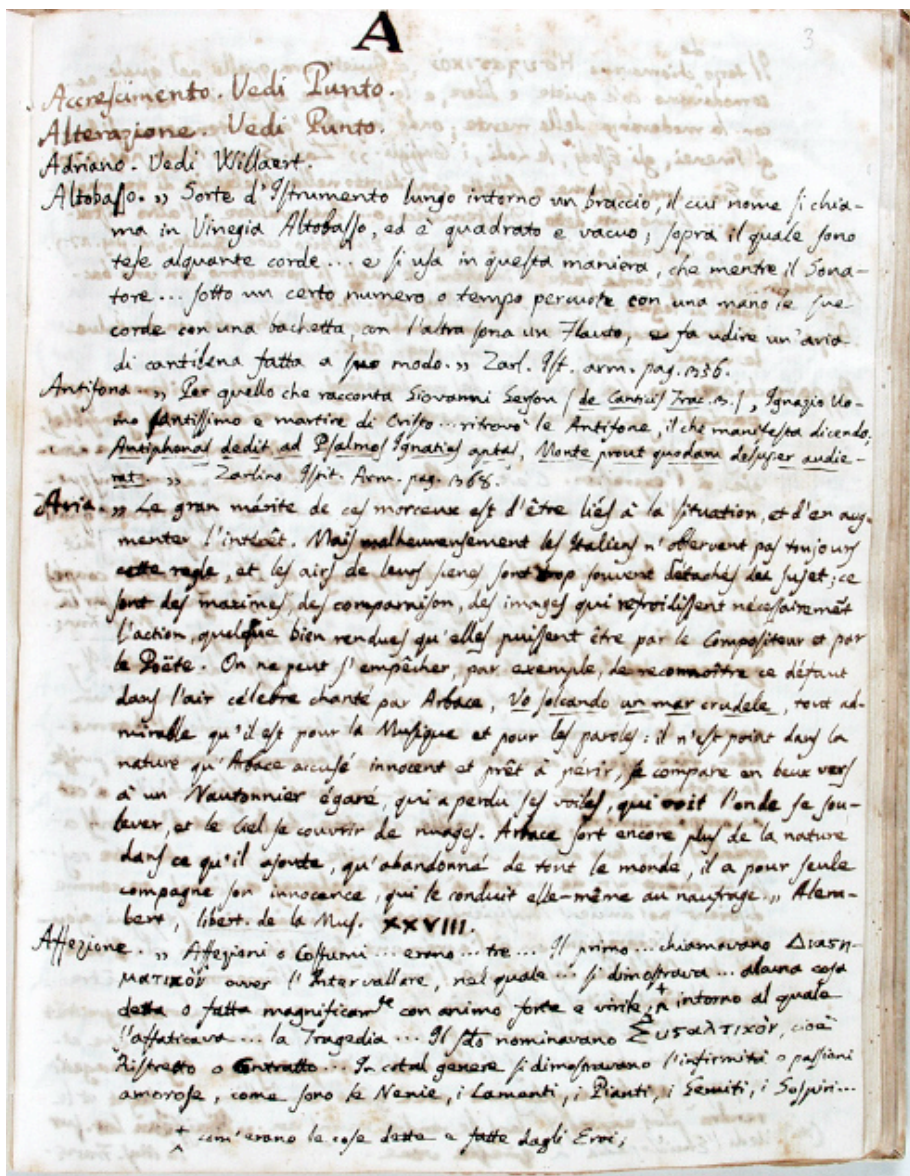 A
3
Accrescimento. Vedi Punto.
Alterazione. Vedi Punto.
Adriano. Vedi Willaert.
Altobasso. ,, Sorte d'Istrumento lungo intorno un braccio, il cui nome si chia-
ma in Vinegia Altobasso, ed è quadrato e vacuo; sopra il quale sono
tese alquante corde ... e si usa in questa maniera, che mentre il Sona-
tore ... sotto un certo numero o tempo percuote con una mano le sue
corde con una bachetta, con l'altra sona un Flauto, e fa udire un'aria
di cantilena fatta a suo modo. ,, Zarl. Ist. arm. pag. 1336.
Antifona. ,, Per quello che racconta Giovanni Gerson (de Canticis Trac. 13.), Ignazio Uo-
mo santissimo e martire di Cristo ... ritrovò le Antifone, il che manifesta dicendo:
Antiphonas dedit ad Psalmos Ignatius aptas, Monte prout quodam desuper audie-
rat. ,, Zarlino Istit. Arm. pag. 1368.
Aria. ,, Le gran mérite de ces morceux est d'être liés à la situation, et d'en aug-
menter l'intérêt. Mais malheureusement les Italiens n'observent pas toujours
cette regle, et les airs de leurs scenes sont trop souvent détachés du sujet; ce
sont des maximes, des comparaison, des images qui refroidissent nécessairemẽt
l'action, quelque bien rendues qu'elles puissent être par le Compositeur et par
le Poëte. On ne peut s'empêcher, par exemple, de reconnoître ce défaut
dans l'air célebre chanté par Arbace, Vo solcando un mar crudele, tout ad-
mirable qu'il est pour la Musique et pour les paroles: il n'est point dans la
nature qu'Arbace accusé innocent et prêt à périr, se compare en beux vers
à un Nautonnier égaré, qui a perdu ses voiles, qui voit l'onde se sou-
lever, et le Ciel se couvrir de nuages. Arbace sort encore plus de la nature
dans ce qu'il ajoute, qu'abandonné de tout le monde, il a pour seule
compagne son innocence, qui le conduit elle-même au naufrage. ,, Alem-
bert, libert. de la Mus. XXVIII.
Affezione. ,, Affezioni o Costumi ... erano ... tre ... Il primo ... chiamavano Διαςη-
ματικὸν over l'Intervallare, nel quale ... si dimostrava ... alcuna cosa
detta o fatta magnificamte con animo forte e virile, + intorno al quale
s'affaticava ... la Tragedia ... Il sdo nominavano Συςαλτικὸν, cioè
Ristretto o Contratto ... In cotal genere si dimostravano l'infirmità o passioni
amorose, come sono le Nenie, i Lamenti, i Pianti, i Gemiti, i Sospiri ...
+ com'erano le cose dette e fatte dagli Eroi;